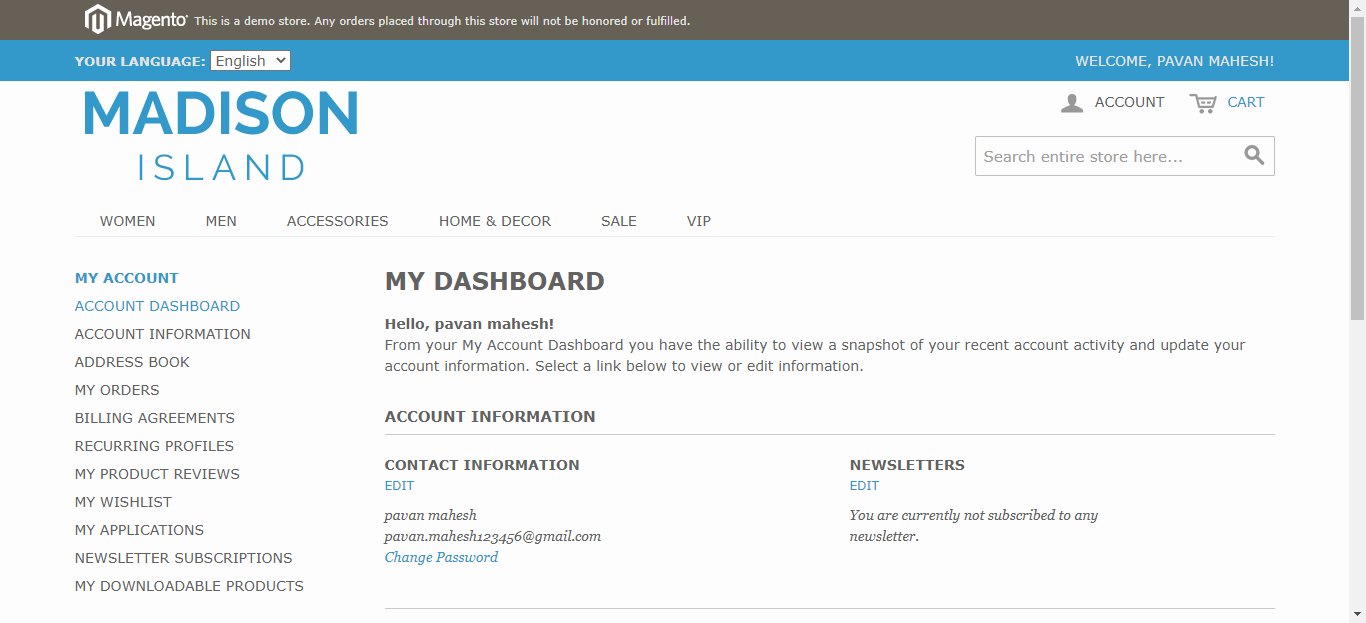 Magento This is a demo store. Any orders placed through this store will not be honored or fulfilled.
YOUR LANGUAGE: English WELCOME, PAVAN MAHESH!
MADISON
ISLAND
ACCOUNT CART
Search entire store here...
WOMEN MEN ACCESSORIES HOME & DECOR SALE VIP
MY ACCOUNT
ACCOUNT DASHBOARD
ACCOUNT INFORMATION
ADDRESS BOOK
MY ORDERS
BILLING AGREEMENTS
RECURRING PROFILES
MY PRODUCT REVIEWS
MY WISHLIST
MY APPLICATIONS
NEWSLETTER SUBSCRIPTIONS
MY DOWNLOADABLE PRODUCTS
MY DASHBOARD
Hello, pavan mahesh!
From your My Account Dashboard you have the ability to view a snapshot of your recent account activity and update your
account information. Select a link below to view or edit information.
ACCOUNT INFORMATION
CONTACT INFORMATION
EDIT
pavan mahesh
pavan.mahesh123456@gmail.com
Change Password
NEWSLETTERS
EDIT
You are currently not subscribed to any
newsletter.